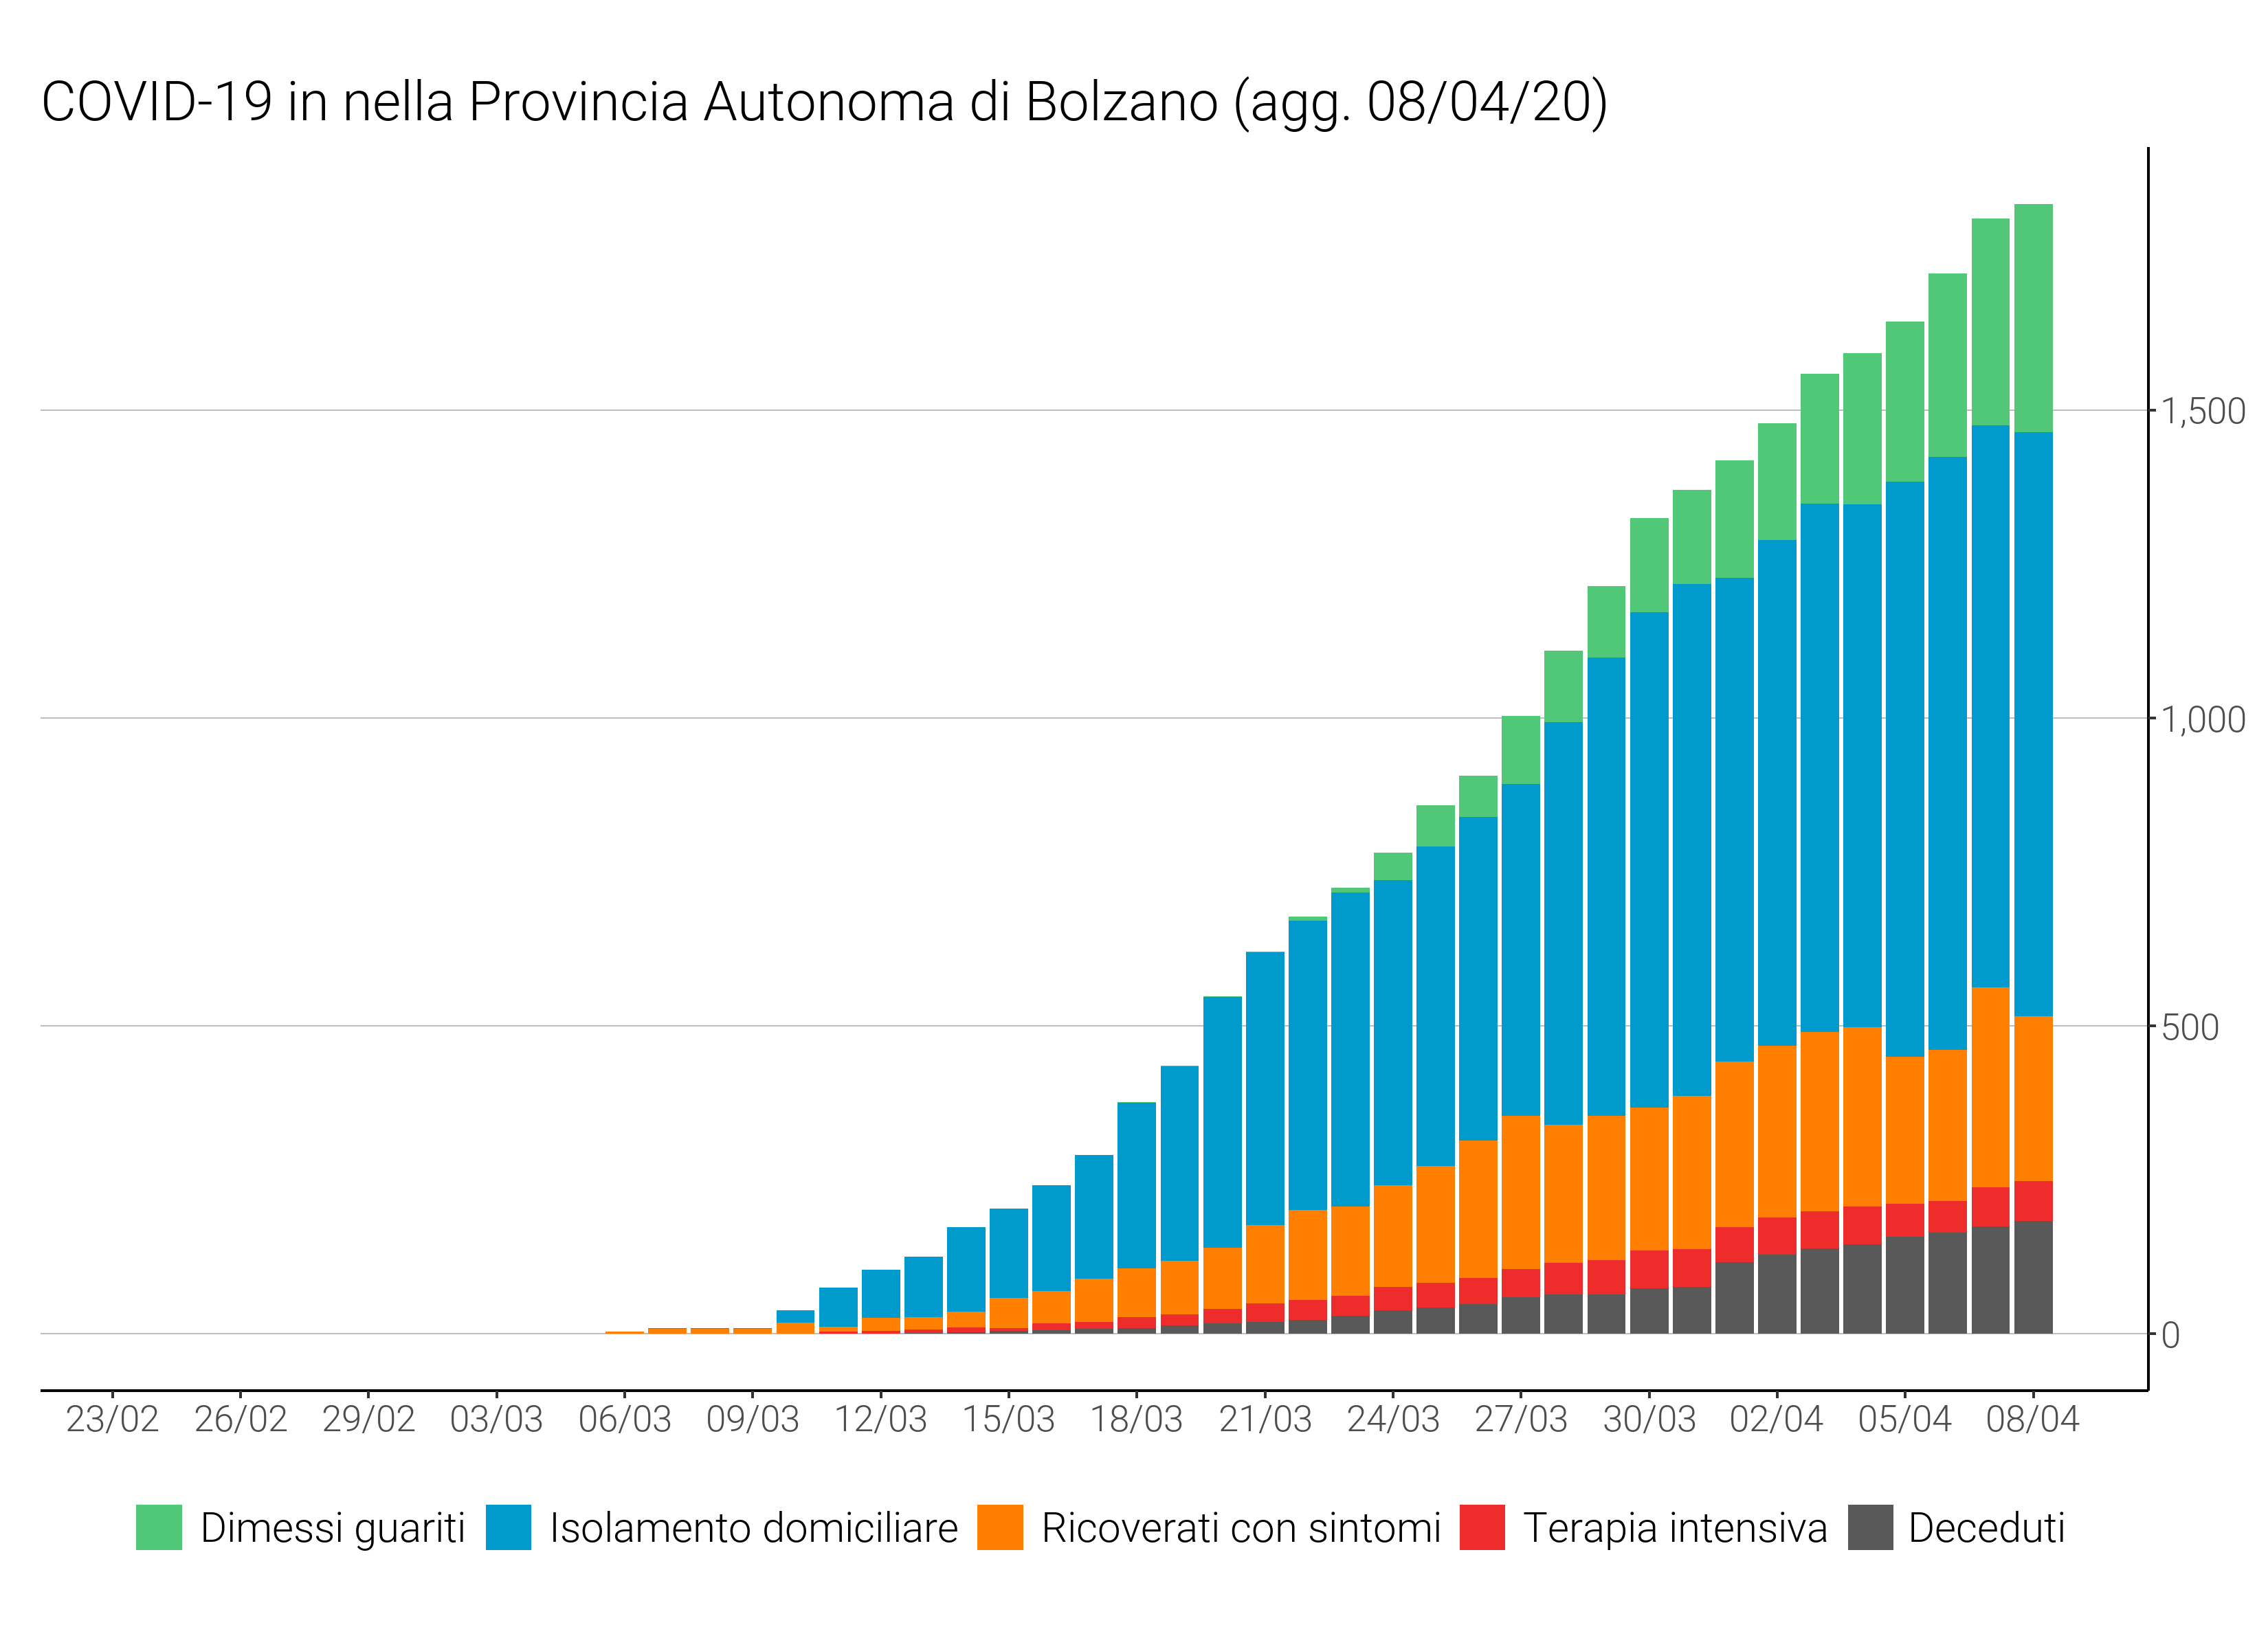 COVID-19 in nella Provincia Autonoma di Bolzano (agg. 08/04/20)
1,500
1,000
500
0
23/02 26/02 29/02 03/03 06/03 09/03 12/03 15/03 18/03 21/03 24/03 27/03 30/03 02/04 05/04 08/04
Dimessi guariti Isolamento domiciliare Ricoverati con sintomi Terapia intensiva Deceduti